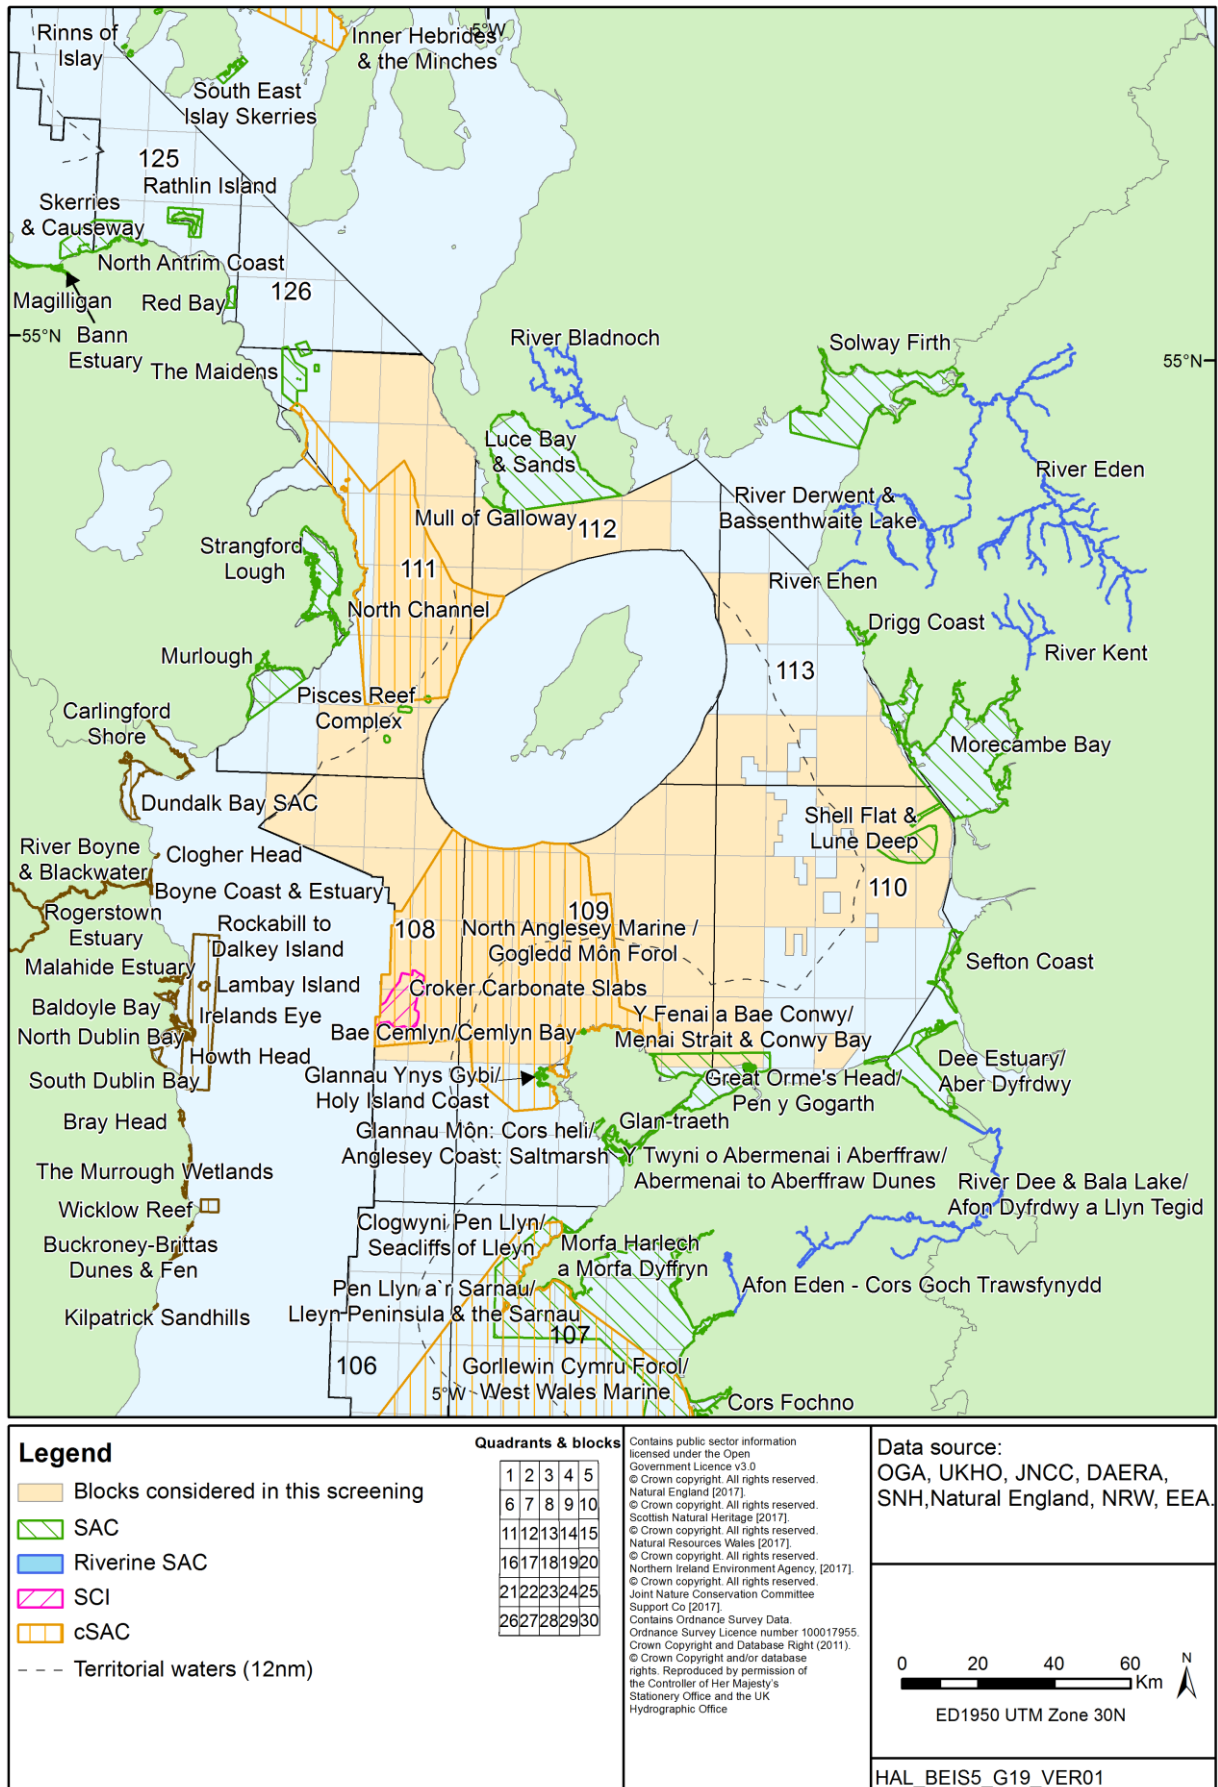 Rinns of
Islay
5°W
Inner Hebrides
& the Minches
South East
Islay Skerries
125
Rathlin Island
Skerries
& Causeway
North Antrim Coast
Magilligan
Red Bay
126
55°N
Bann
Estuary
The Maidens
River Bladnoch
Solway Firth
55°N
Luce Bay
& Sands
River Eden
River Derwent &
Bassenthwaite Lake
Mull of Galloway
112
Strangford
Lough
111
River Ehen
North Channel
Drigg Coast
River Kent
Murlough
113
Pisces Reef
Complex
Carlingford
Shore
Morecambe Bay
Dundalk Bay SAC
Shell Flat &
Lune Deep
River Boyne
& Blackwater
Clogher Head
110
Boyne Coast & Estuary
Rogerstown
Estuary
Rockabill to
Dalkey Island
108
109
North Anglesey Marine /
Gogledd Môn Forol
Malahide Estuary
Lambay Island
Sefton Coast
Croker Carbonate Slabs
Baldoyle Bay
Irelands Eye
Y Fenai a Bae Conwy/
Menai Strait & Conwy Bay
North Dublin Bay
Bae Cemlyn/Cemlyn Bay
Howth Head
Dee Estuary/
Aber Dyfrdwy
South Dublin Bay
Glannau Ynys Gybi/
Holy Island Coast
Great Orme's Head/
Pen y Gogarth
Bray Head
Glan-traeth
Glannau Môn: Cors heli/
Anglesey Coast: Saltmarsh
Y Twyni o Abermenai i Aberffraw/
Abermenai to Aberffraw Dunes
The Murrough Wetlands
River Dee & Bala Lake/
Afon Dyfrdwy a Llyn Tegid
Wicklow Reef
Clogwyni Pen Llyn/
Seacliffs of Lleyn
Buckroney-Brittas
Dunes & Fen
Morfa Harlech
a Morfa Dyffryn
Pen Llyn a`r Sarnau/
Lleyn Peninsula & the Sarnau
Afon Eden - Cors Goch Trawsfynydd
Kilpatrick Sandhills
107
106
Gorllewin Cymru Forol/
West Wales Marine
5°W
Cors Fochno
Legend
Blocks considered in this screening
SAC
Riverine SAC
SCI
cSAC
Territorial waters (12nm)
Quadrants & blocks
1 2 3 4 5
6 7 8 9 10
11 12 13 14 15
16 17 18 19 20
21 22 23 24 25
26 27 28 29 30
Contains public sector information
licensed under the Open
Government Licence v3.0
© Crown copyright. All rights reserved.
Natural England [2017].
© Crown copyright. All rights reserved.
Scottish Natural Heritage [2017].
© Crown copyright. All rights reserved.
Natural Resources Wales [2017].
© Crown copyright. All rights reserved.
Northern Ireland Environment Agency, [2017].
© Crown copyright. All rights reserved.
Joint Nature Conservation Committee
Support Co [2017].
Contains Ordnance Survey Data.
Ordnance Survey Licence number 100017955.
Crown Copyright and Database Right (2011).
© Crown Copyright and/or database
rights. Reproduced by permission of
the Controller of Her Majesty's
Stationery Office and the UK
Hydrographic Office
Data source:
OGA, UKHO, JNCC, DAERA,
SNH,Natural England, NRW, EEA.
0 20 40 60
Km
N
ED1950 UTM Zone 30N
HAL_BEIS5_G19_VER01